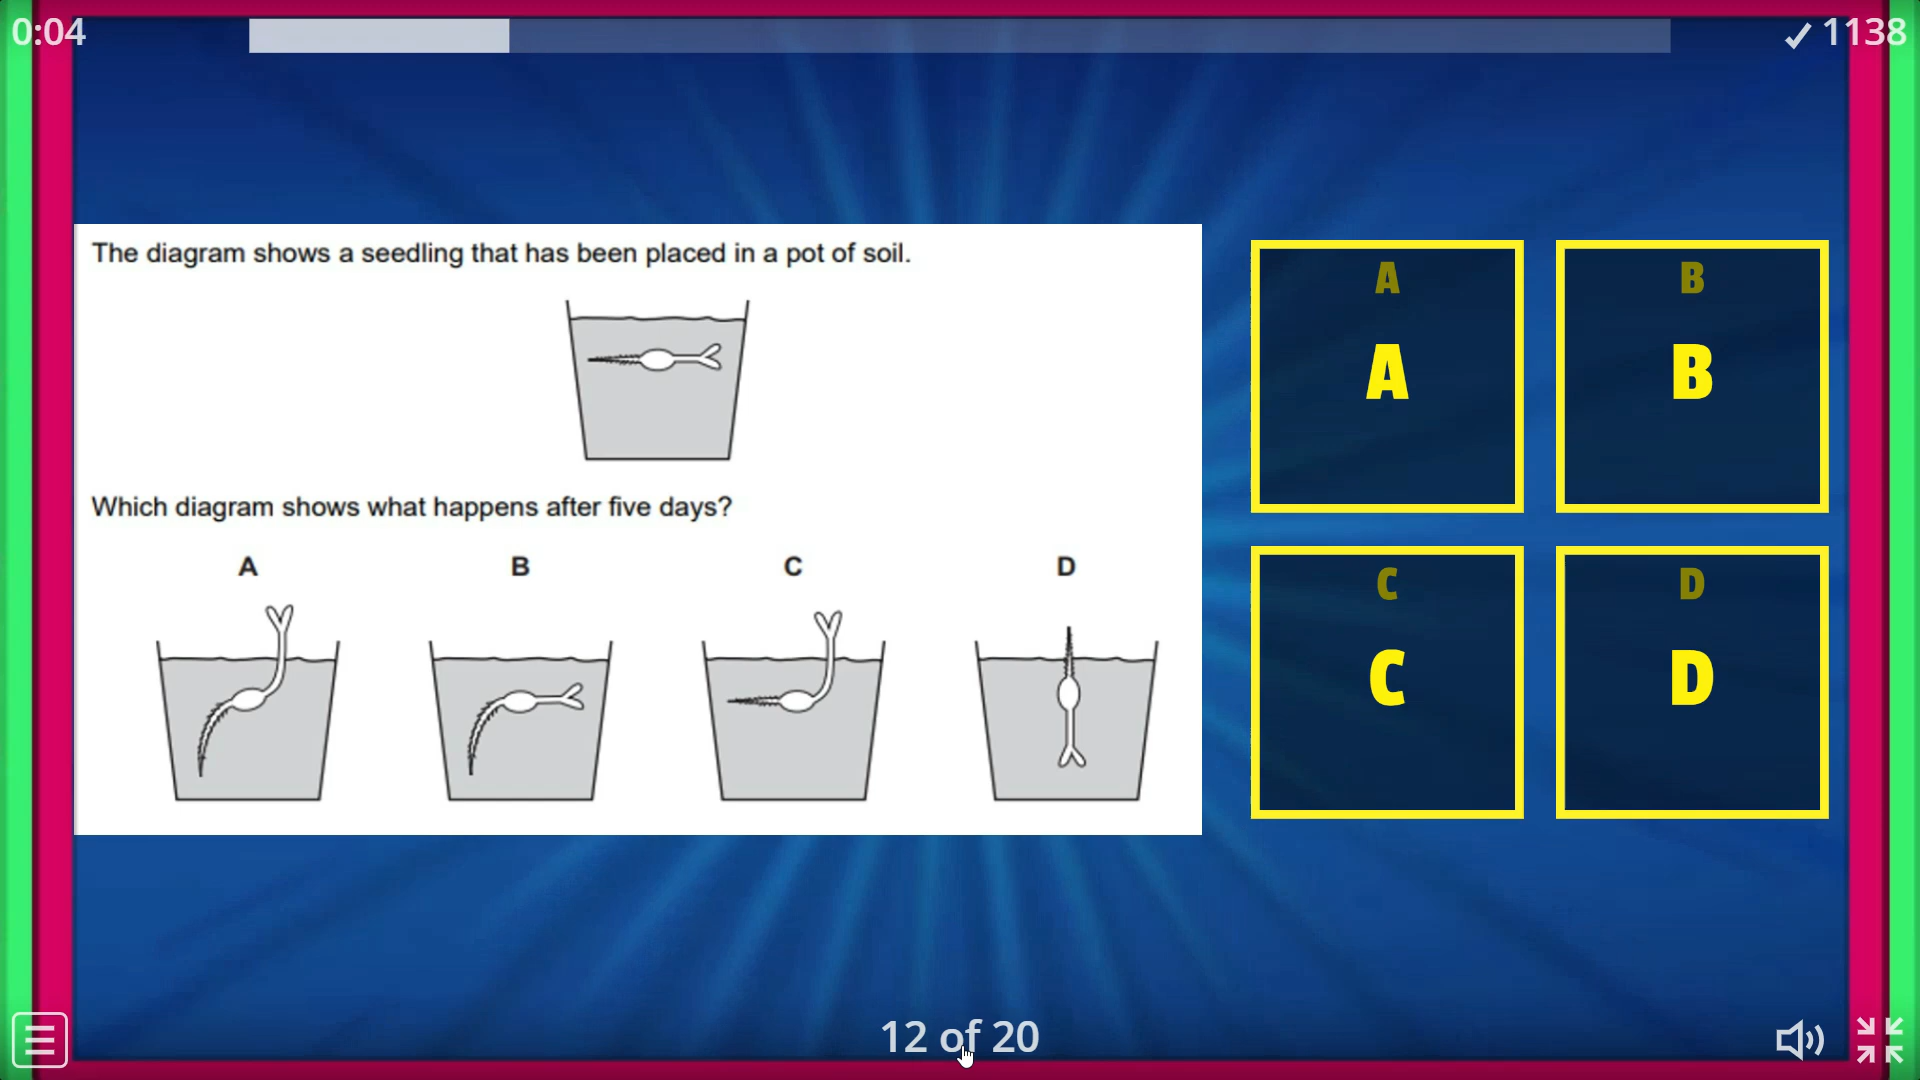 0:04
1138
The diagram shows a seedling that has been placed in a pot of soil.
Which diagram shows what happens after five days?
A B C D
A
A
B
B
C
C
D
D
12 of 20